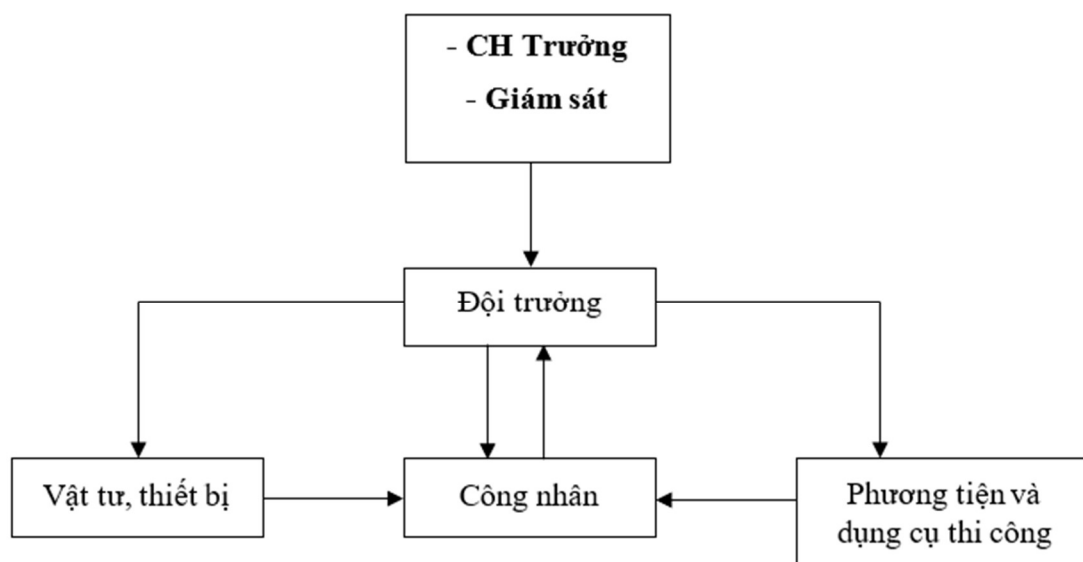 - CH Trưởng
- Giám sát
Đội trưởng
Vật tư, thiết bị
Công nhân
Phương tiện và
dụng cụ thi công